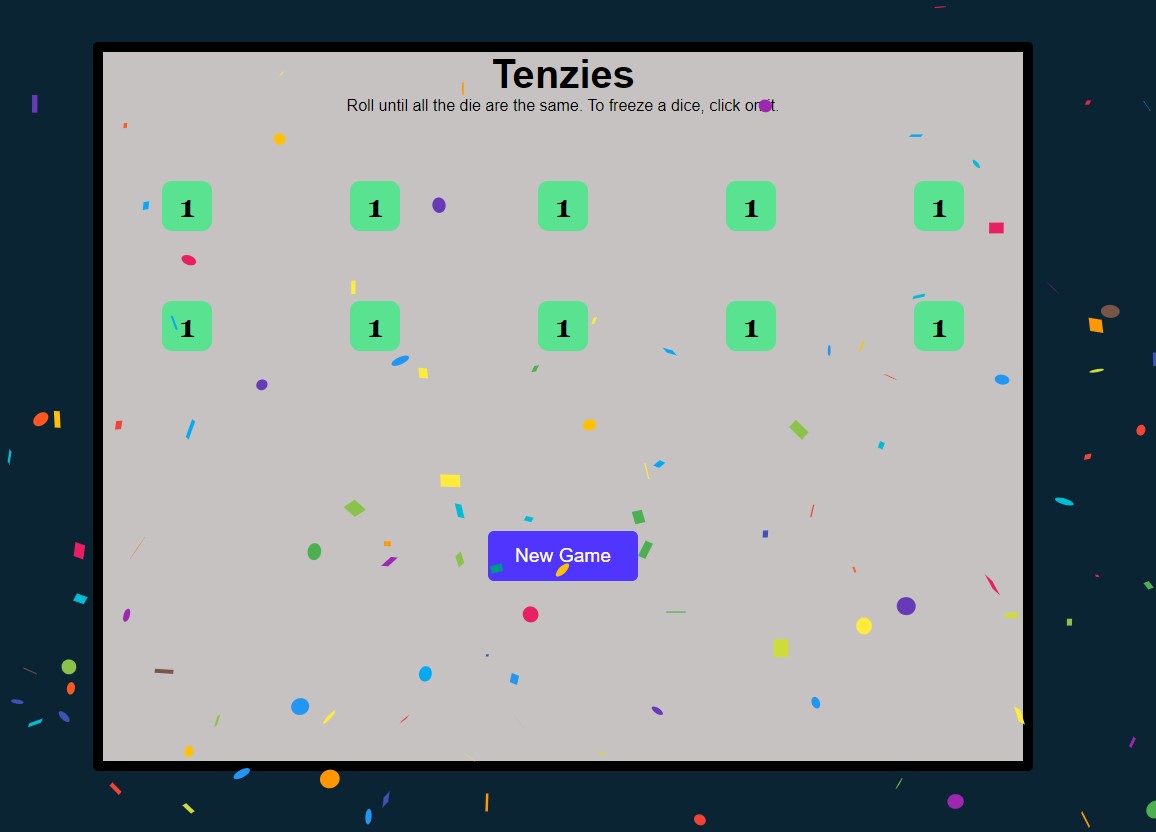 Tenzies
Roll until all the die are the same. To freeze a dice, click on it.
1 1 1 1 1
1 1 1 1 1
New Game